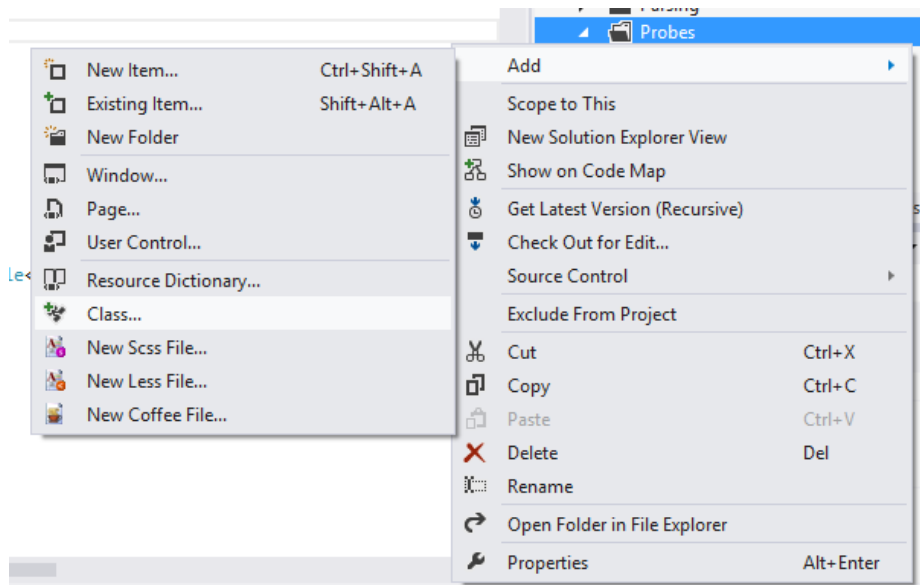 Parsing
Probes
New Item... Ctrl+Shift+A
Existing Item... Shift+Alt+A
New Folder
Window...
Page...
User Control...
Resource Dictionary...
Class...
New Scss File...
New Less File...
New Coffee File...
le<
Add
Scope to This
New Solution Explorer View
Show on Code Map
Get Latest Version (Recursive)
Check Out for Edit...
Source Control
Exclude From Project
Cut Ctrl+X
Copy Ctrl+C
Paste Ctrl+V
Delete Del
Rename
Open Folder in File Explorer
Properties Alt+Enter
s